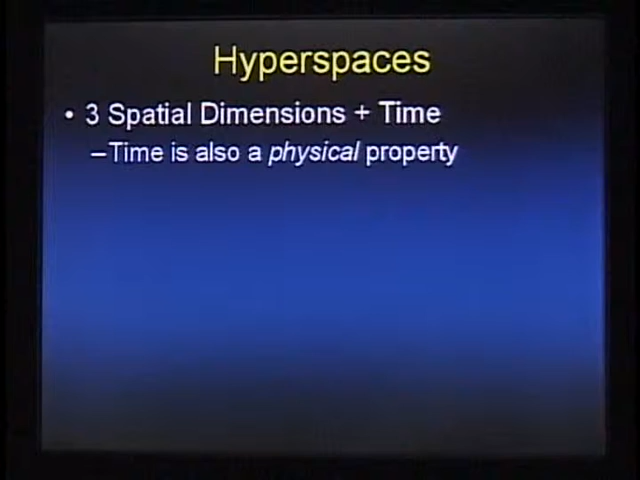 Hyperspaces
• 3 Spatial Dimensions + Time
–Time is also a physical property